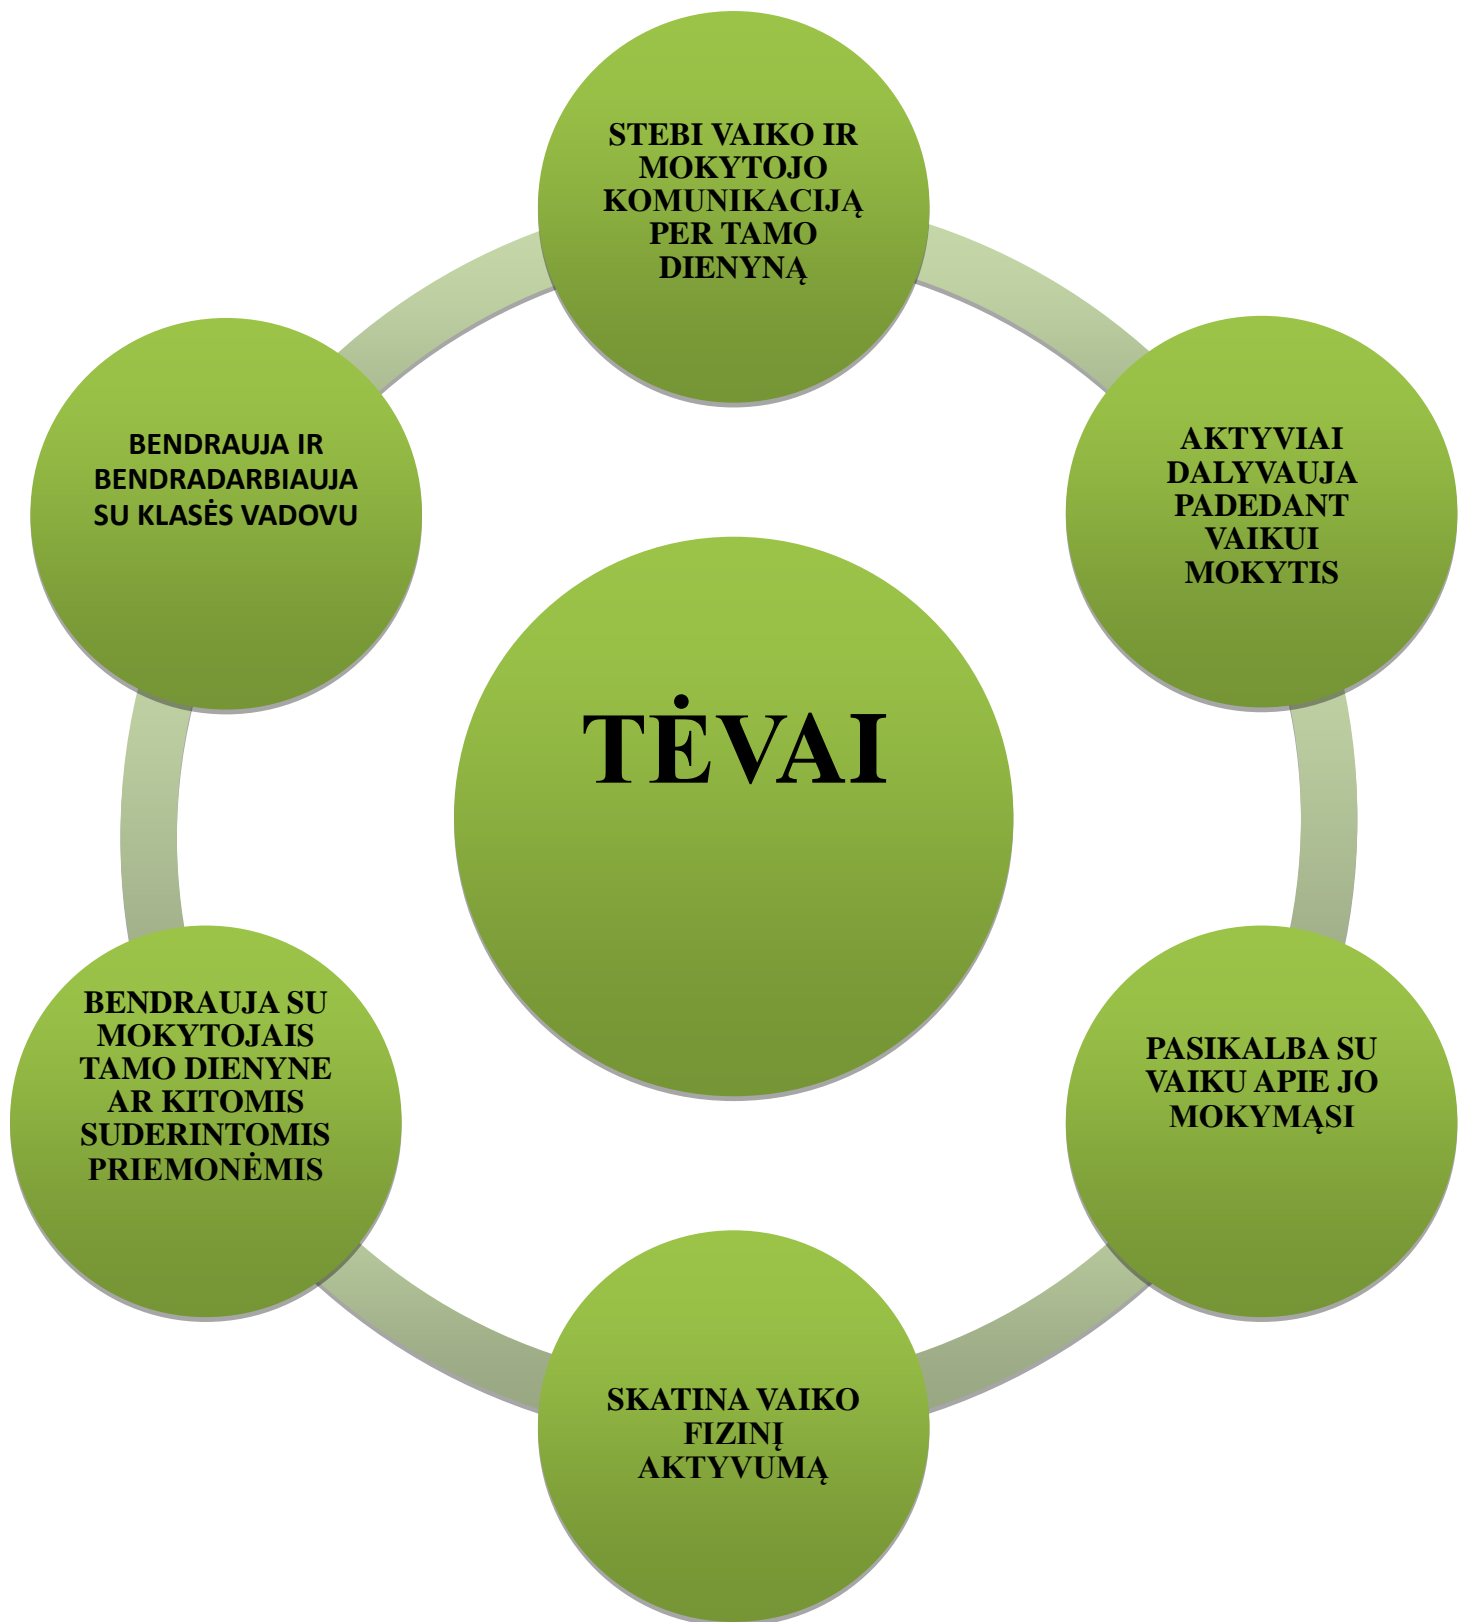 STEBI VAIKO IR
MOKYTOJO
KOMUNIKACIJĄ
PER TAMO
DIENYNĄ
AKTYVIAI
DALYVAUJA
PADEDANT
VAIKUI
MOKYTIS
PASIKALBA SU
VAIKU APIE JO
MOKYMĄSI
SKATINA VAIKO
FIZINĮ
AKTYVUMĄ
BENDRAUJA SU
MOKYTOJAIS
TAMO DIENYNE
AR KITOMIS
SUDERINTOMIS
PRIEMONĖMIS
BENDRAUJA IR
BENDRADARBIAUJA
SU KLASĖS VADOVU
TĖVAI